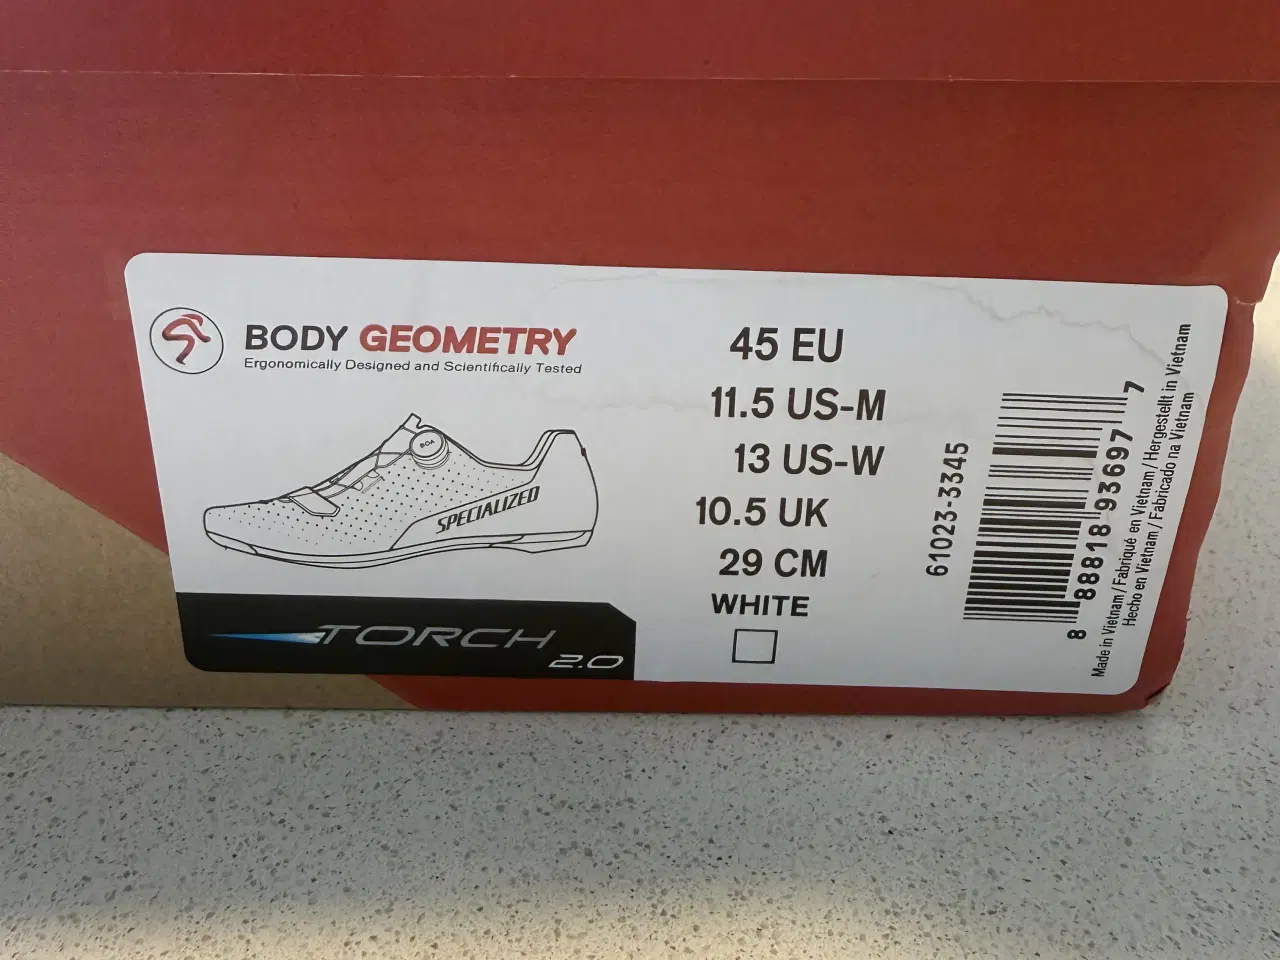 BODY GEOMETRY
Ergonomically Designed and Scientifically Tested
BOA
SPECIALIZED
TORCH
2.0
45 EU
11.5 US-M
13 US-W
10.5 UK
29 CM
WHITE
61023-3345
8 88818 93697 7
Made in Vietnam / Fabriqué en Vietnam / Hergestellt in Vietnam
Hecho en Vietnam / Fabricado na Vietnam